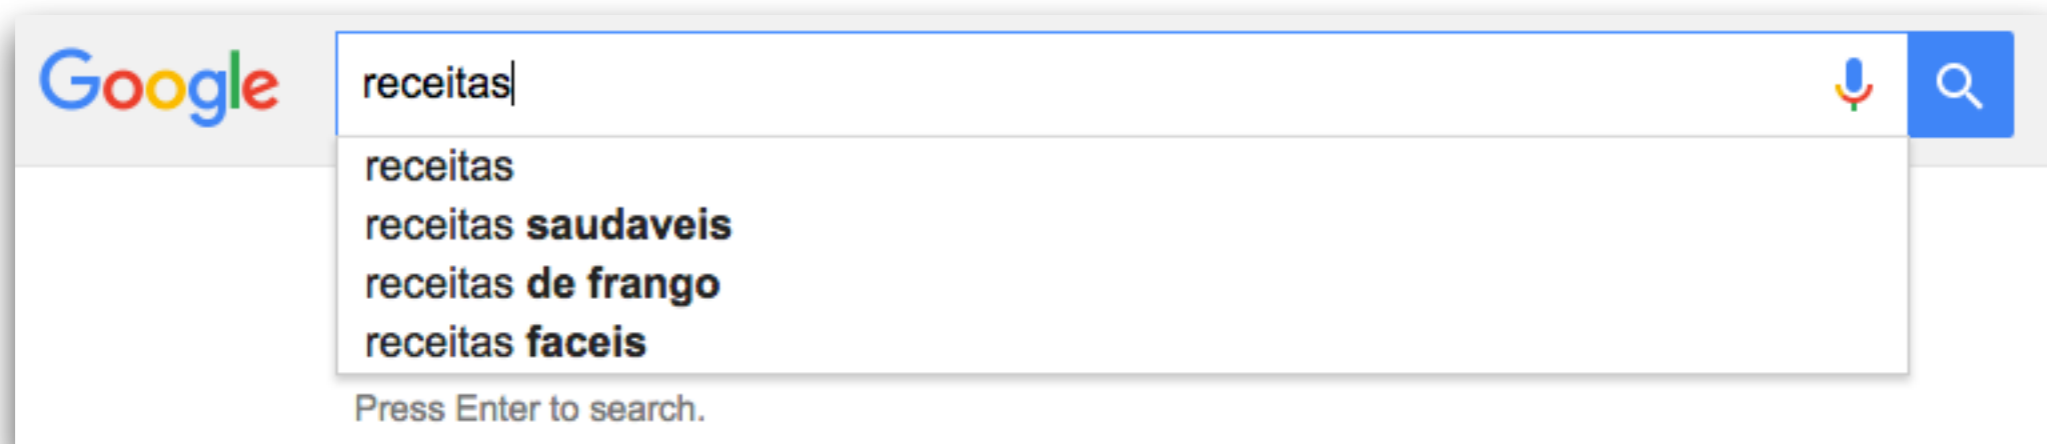 Google receitas
receitas
receitas saudaveis
receitas de frango
receitas faceis
Press Enter to search.